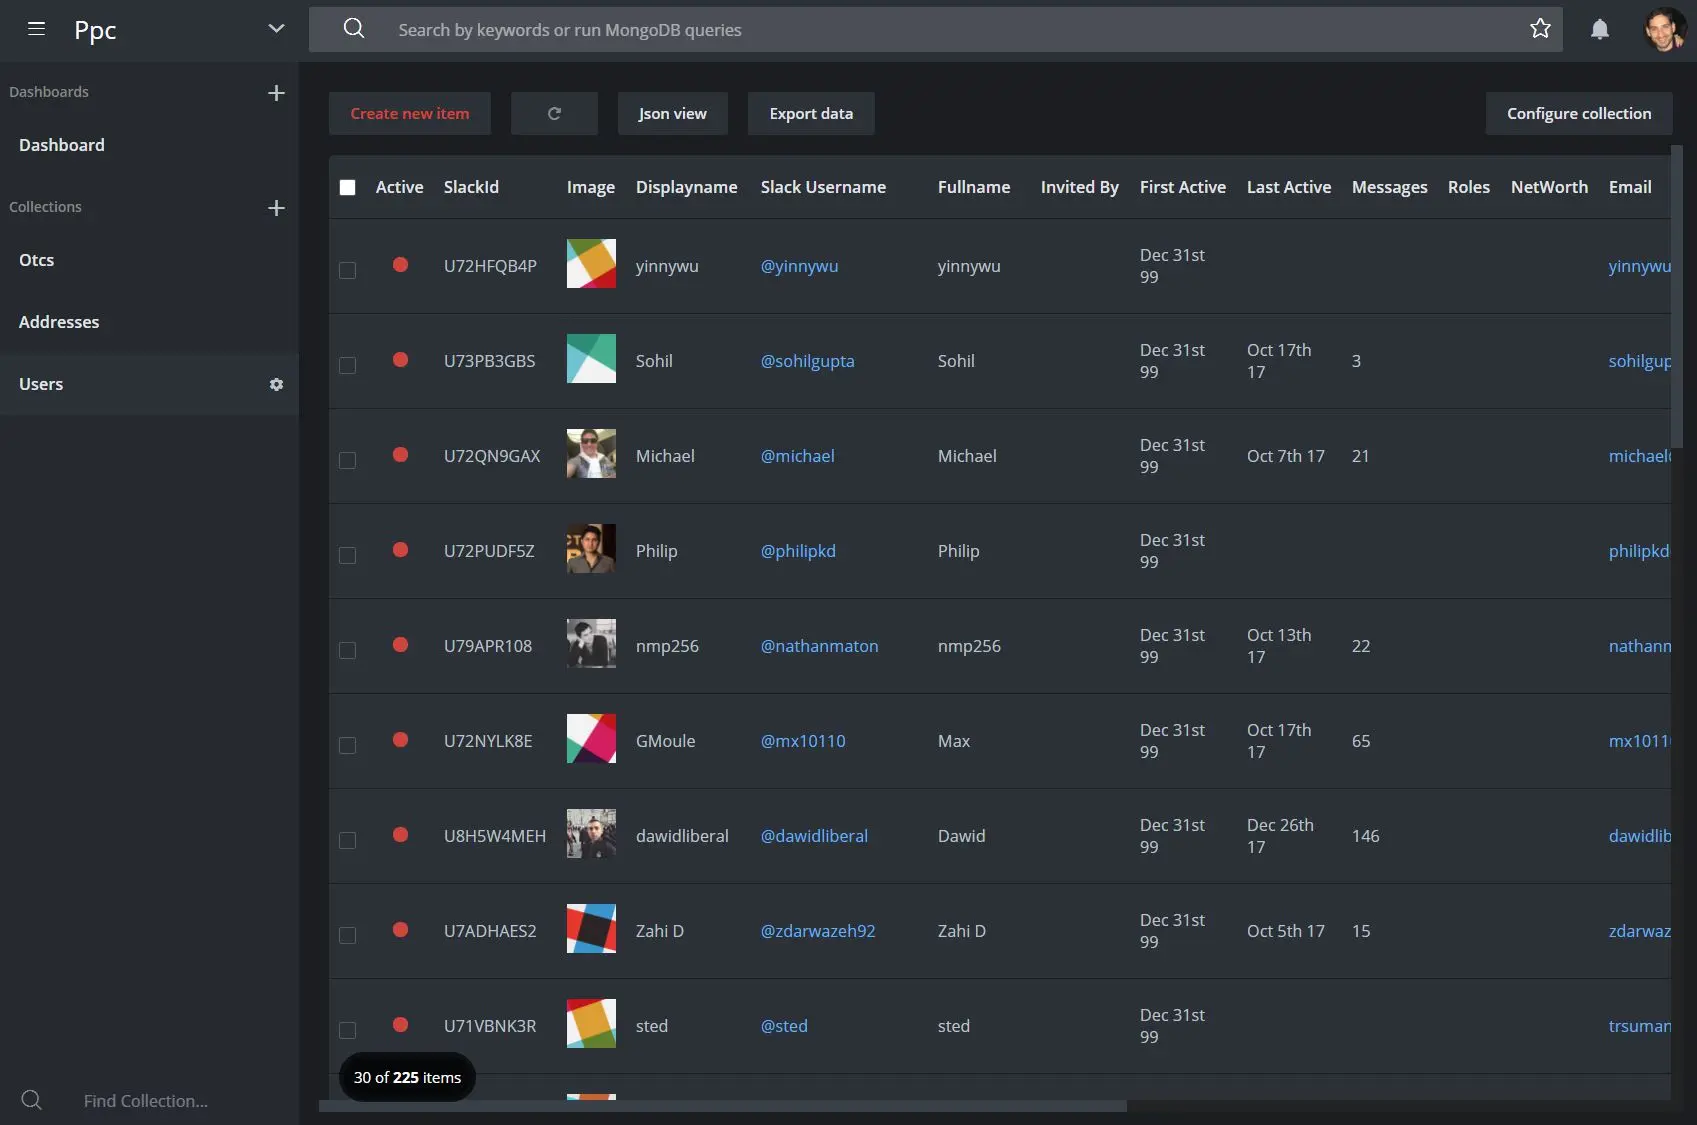 Ppc
Search by keywords or run MongoDB queries
Dashboards
Dashboard
Collections
Otcs
Addresses
Users
Find Collection...
Create new item
Json view
Export data
Configure collection
Active SlackId Image Displayname Slack Username Fullname Invited By First Active Last Active Messages Roles NetWorth Email
U72HFQB4P yinnywu @yinnywu yinnywu Dec 31st 99 yinnywu
U73PB3GBS Sohil @sohilgupta Sohil Dec 31st 99 Oct 17th 17 3 sohilgup
U72QN9GAX Michael @michael Michael Dec 31st 99 Oct 7th 17 21 michael
U72PUDF5Z Philip @philipkd Philip Dec 31st 99 philipkd
U79APR108 nmp256 @nathanmaton nmp256 Dec 31st 99 Oct 13th 17 22 nathanm
U72NYLK8E GMoule @mx10110 Max Dec 31st 99 Oct 17th 17 65 mx1011
U8H5W4MEH dawidliberal @dawidliberal Dawid Dec 31st 99 Dec 26th 17 146 dawidlib
U7ADHAES2 Zahi D @zdarwazeh92 Zahi D Dec 31st 99 Oct 5th 17 15 zdarwaz
U71VBNK3R sted @sted sted Dec 31st 99 trsuman
30 of 225 items